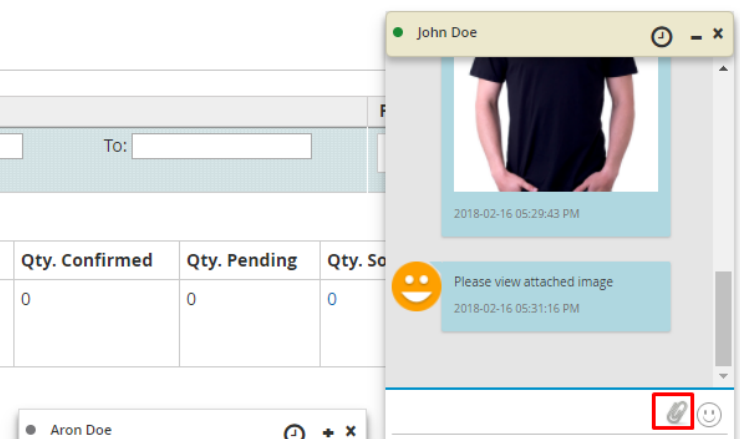 John Doe
F
To:
2018-02-16 05:29:43 PM
Qty. Confirmed Qty. Pending Qty. So
0 0 0
Please view attached image
2018-02-16 05:31:16 PM
Aron Doe